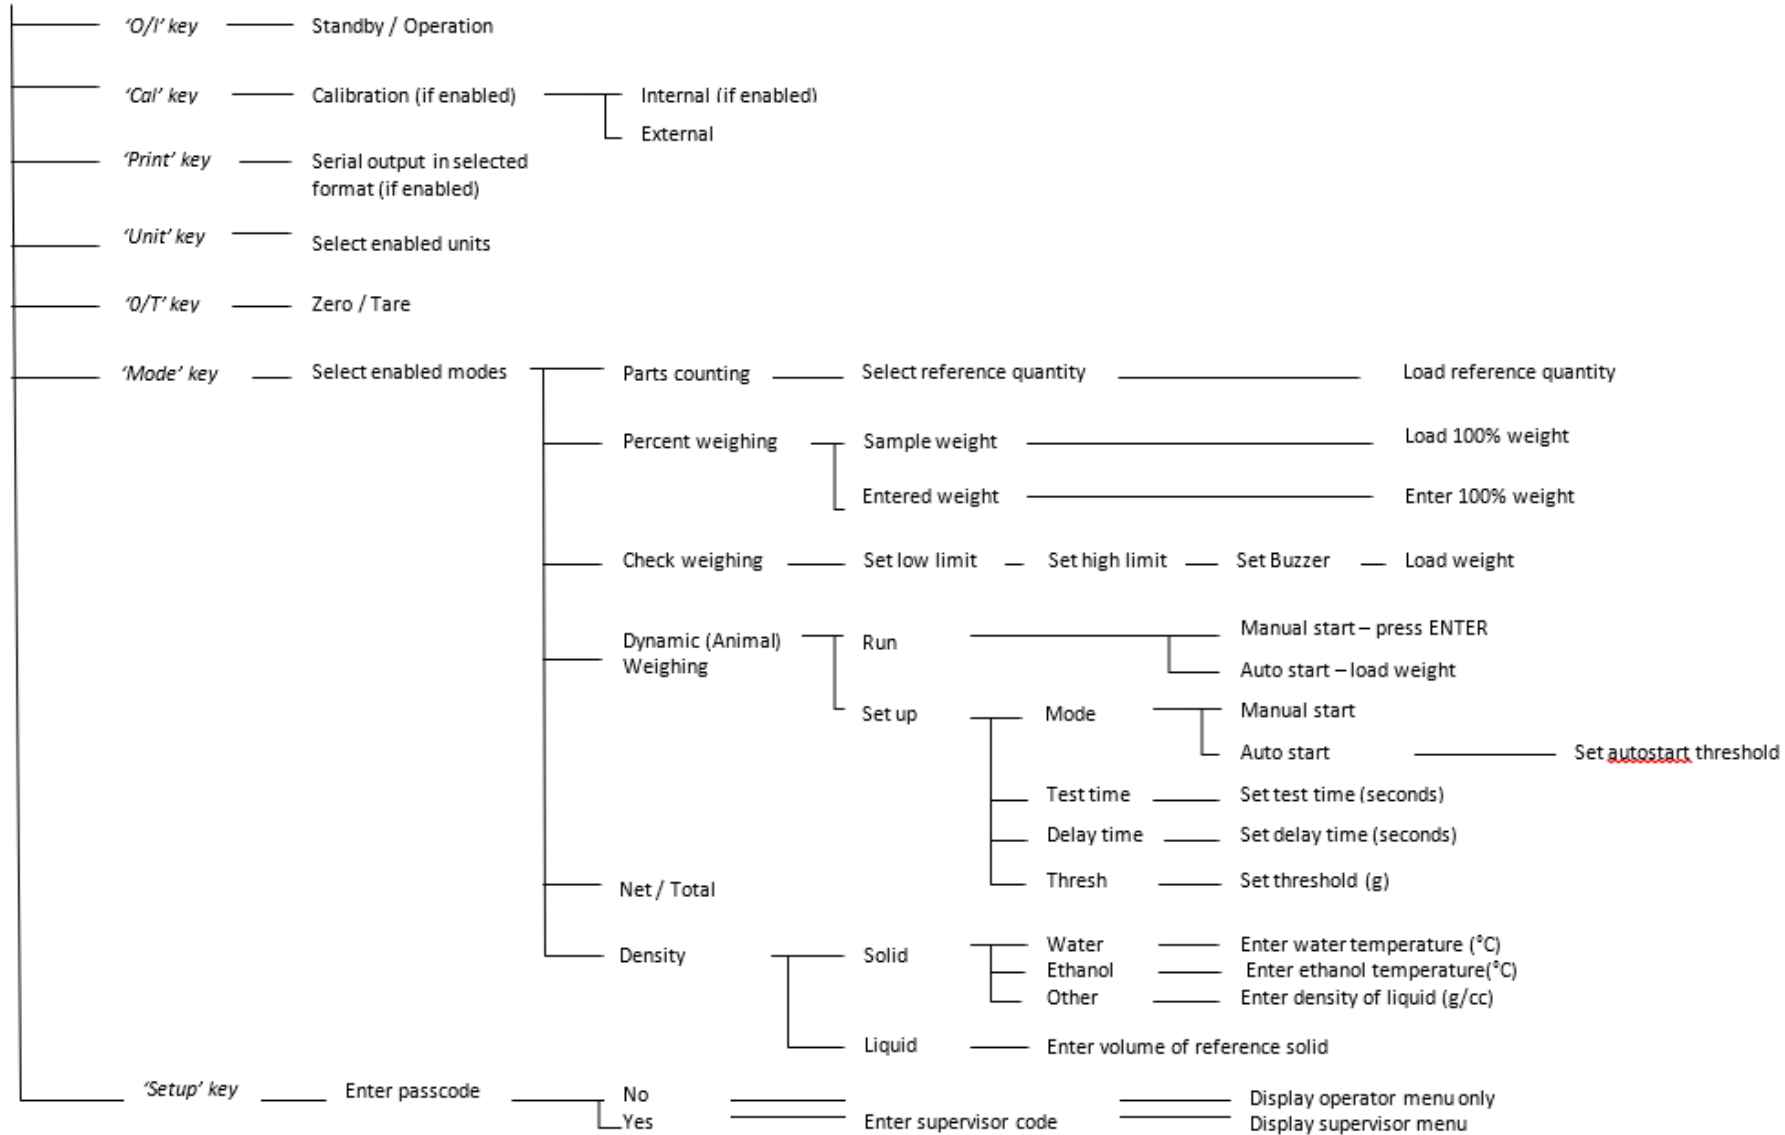 ‘O/I’ key Standby / Operation
‘Cal’ key Calibration (if enabled) Internal (if enabled)
External
‘Print’ key Serial output in selected
format (if enabled)
‘Unit’ key Select enabled units
‘0/T’ key Zero / Tare
‘Mode’ key Select enabled modes Parts counting Select reference quantity Load reference quantity
Percent weighing Sample weight Load 100% weight
Entered weight Enter 100% weight
Check weighing Set low limit Set high limit Set Buzzer Load weight
Dynamic (Animal) Run Manual start – press ENTER
Weighing Auto start – load weight
Set up Mode Manual start
Auto start Set autostart threshold
Test time Set test time (seconds)
Delay time Set delay time (seconds)
Thresh Set threshold (g)
Net / Total
Density Solid Water Enter water temperature (°C)
Ethanol Enter ethanol temperature(°C)
Other Enter density of liquid (g/cc)
Liquid Enter volume of reference solid
‘Setup’ key Enter passcode No Display operator menu only
Yes Enter supervisor code Display supervisor menu